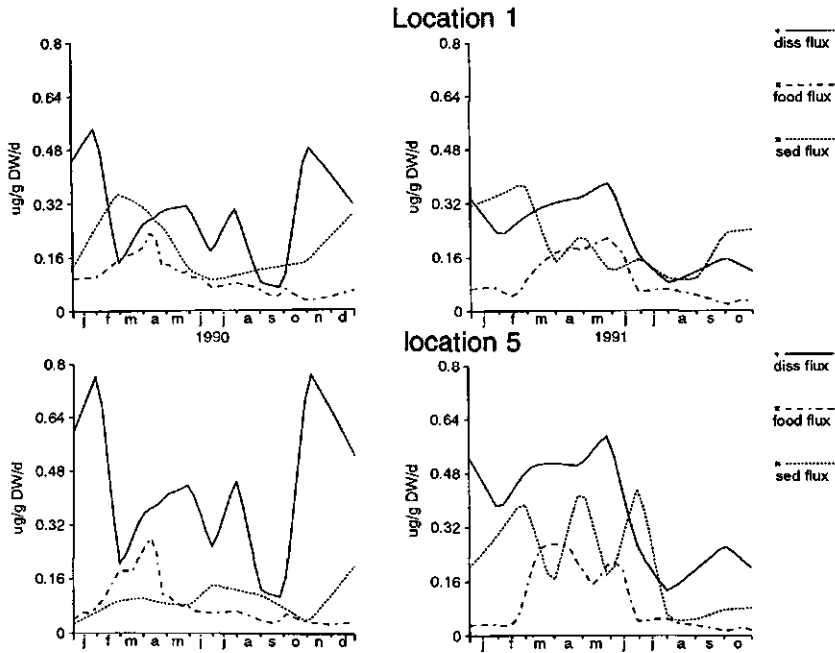 Location 1
0.8
0.64
0.48
0.32
0.16
0
ug/g DW/d
j f m a m j j a s o n d
1990
0.8
0.64
0.48
0.32
0.16
0
ug/g DW/d
j f m a m j j a s o
1991
diss flux
food flux
sed flux
location 5
0.8
0.64
0.48
0.32
0.16
0
ug/g DW/d
j f m a m j j a s o n d
0.8
0.64
0.48
0.32
0.16
0
ug/g DW/d
j f m a m j j a s o
diss flux
food flux
sed flux